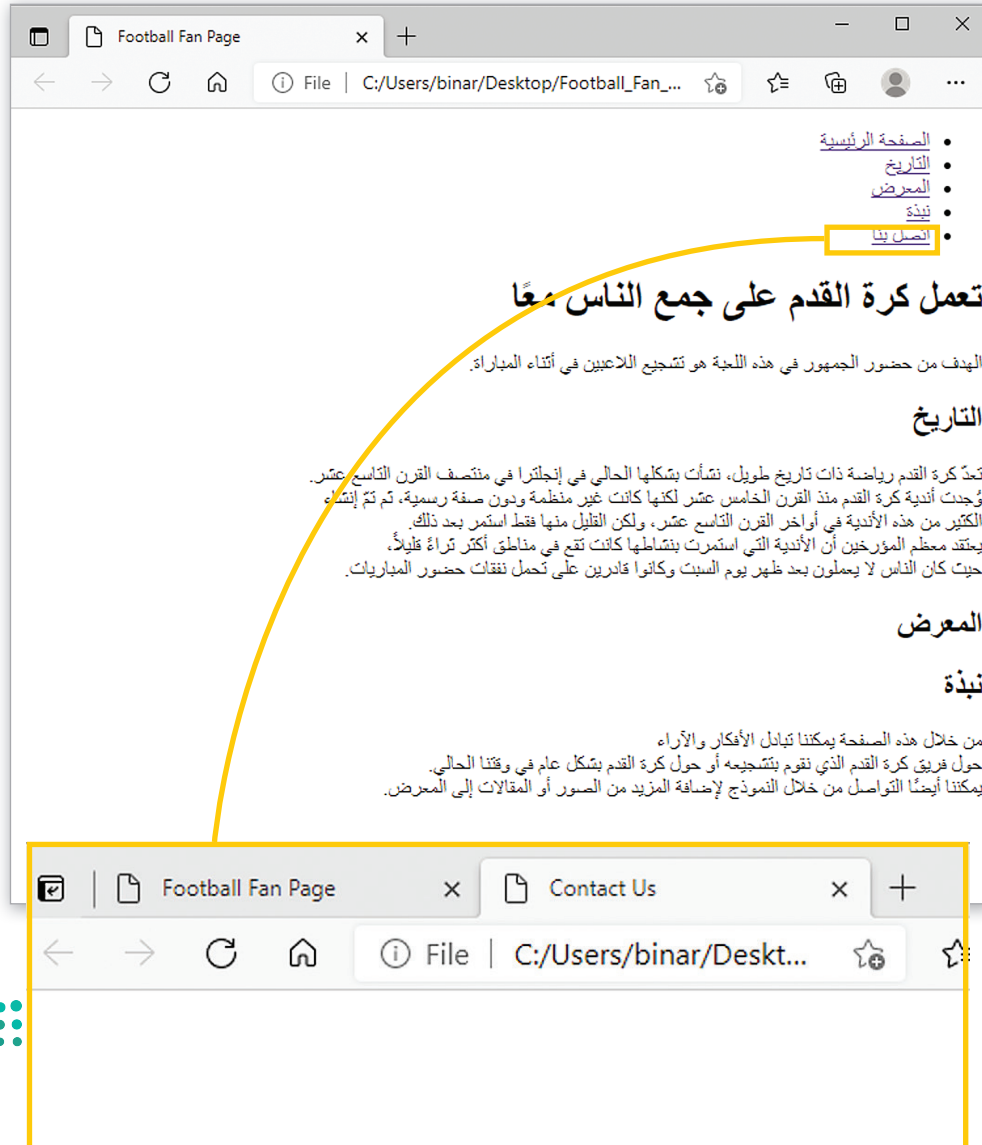 Football Fan Page
File | C:/Users/binar/Desktop/Football_Fan_...
الصفحة الرئيسية
التاريخ
المعرض
نبذة
اتصل بنا
تعمل كرة القدم على جمع الناس معًا
الهدف من حضور الجمهور في هذه اللعبة هو تشجيع اللاعبين في أثناء المباراة.
التاريخ
تعدّ كرة القدم رياضة ذات تاريخ طويل، نشأت بشكلها الحالي في إنجلترا في منتصف القرن التاسع عشر.
وُجدت أندية كرة القدم منذ القرن الخامس عشر لكنها كانت غير منظمة ودون صفة رسمية، ثم تمّ إنشاء
الكثير من هذه الأندية في أواخر القرن التاسع عشر، ولكن القليل منها فقط استمر بعد ذلك.
يعتقد معظم المؤرخين أن الأندية التي استمرت بنشاطها كانت تقع في مناطق أكثر ثراءً قليلاً،
حيث كان الناس لا يعملون بعد ظهر يوم السبت وكانوا قادرين على تحمل نفقات حضور المباريات.
المعرض
نبذة
من خلال هذه الصفحة يمكننا تبادل الأفكار والآراء
حول فريق كرة القدم الذي نقوم بتشجيعه أو حول كرة القدم بشكل عام في وقتنا الحالي.
يمكننا أيضًا التواصل من خلال النموذج لإضافة المزيد من الصور أو المقالات إلى المعرض.
Football Fan Page
Contact Us
File | C:/Users/binar/Deskt...